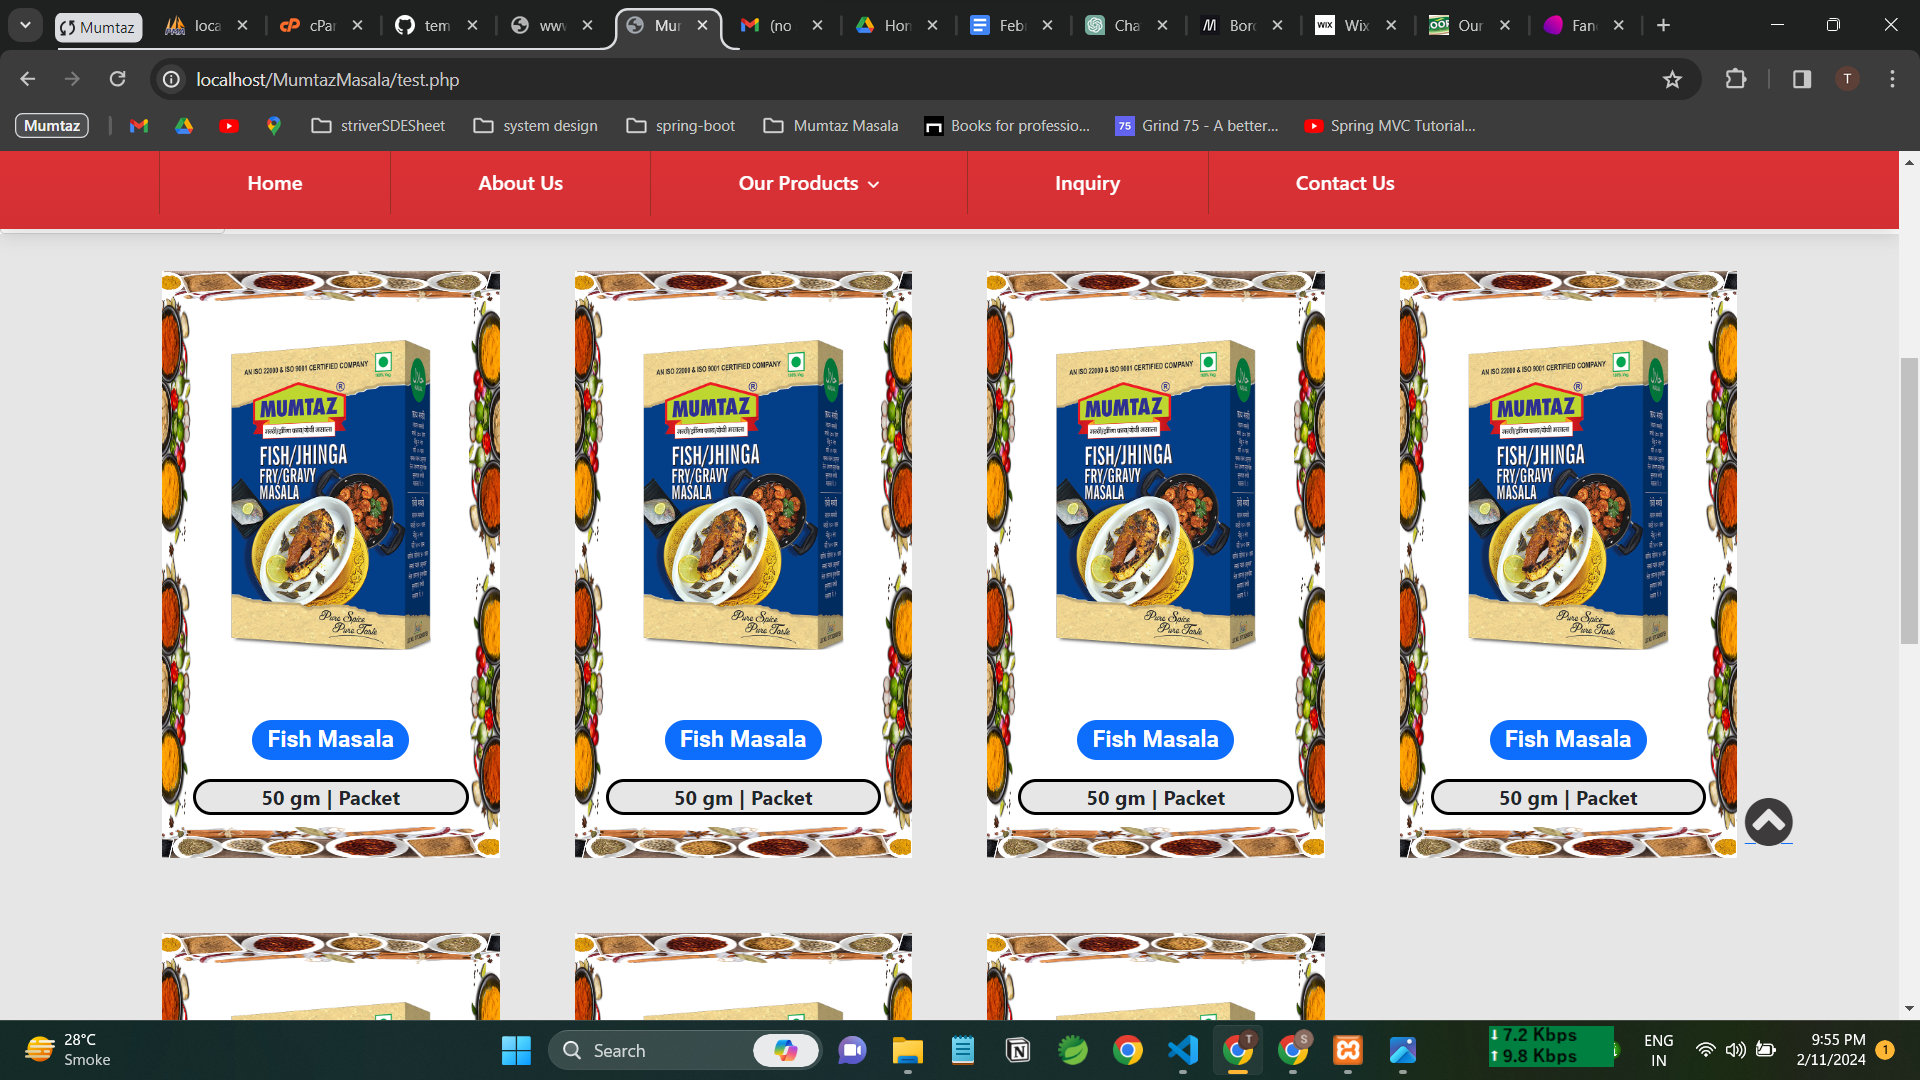 Mumtaz
loca
cPar
tem
www
Mur
(no
Hon
Feb
Cha
Bord
Wix
Our
Fan
localhost/MumtazMasala/test.php
T
Mumtaz
striverSDESheet
system design
spring-boot
Mumtaz Masala
Books for professio...
75 Grind 75 - A better...
Spring MVC Tutorial...
Home
About Us
Our Products
Inquiry
Contact Us
AN ISO 22000 & ISO 9001 CERTIFIED COMPANY
MUMTAZ ®
FISH/JHINGA
FRY/GRAVY
MASALA
Pure Spice
Pure Taste
Fish Masala
50 gm | Packet
AN ISO 22000 & ISO 9001 CERTIFIED COMPANY
MUMTAZ ®
FISH/JHINGA
FRY/GRAVY
MASALA
Pure Spice
Pure Taste
Fish Masala
50 gm | Packet
AN ISO 22000 & ISO 9001 CERTIFIED COMPANY
MUMTAZ ®
FISH/JHINGA
FRY/GRAVY
MASALA
Pure Spice
Pure Taste
Fish Masala
50 gm | Packet
AN ISO 22000 & ISO 9001 CERTIFIED COMPANY
MUMTAZ ®
FISH/JHINGA
FRY/GRAVY
MASALA
Pure Spice
Pure Taste
Fish Masala
50 gm | Packet
28°C
Smoke
Search
T
S
7.2 Kbps
9.8 Kbps
ENG
IN
9:55 PM
2/11/2024
1